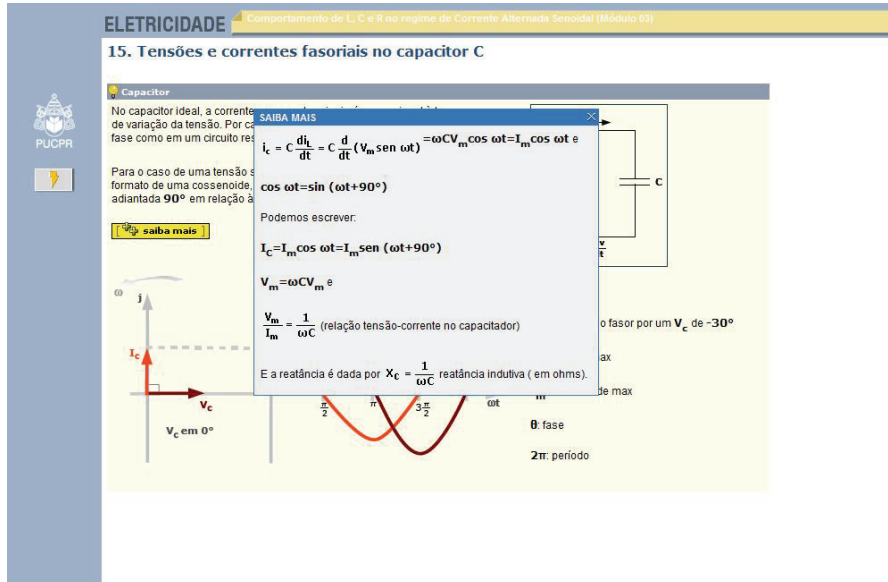 ELETRICIDADE
Comportamento de L, C e R no regime de Corrente Alternada Senoidal (Módulo 03)
15. Tensões e correntes fasoriais no capacitor C
PUCPR
Capacitor
No capacitor ideal, a corrente
de variação da tensão. Por ca
fase como em um circuito res
Para o caso de uma tensão s
formato de uma cossenoide,
adiantada 90° em relação à
[ saiba mais ]
SAIBA MAIS
i_c = C di_L/dt = C d/dt (V_m sen ωt) =ωCV_m cos ωt=I_m cos ωt e
cos ωt=sin (ωt+90°)
Podemos escrever:
I_C=I_m cos ωt=I_m sen (ωt+90°)
V_m=ωCV_m e
V_m/I_m = 1/ωC (relação tensão-corrente no capacitador)
E a reatância é dada por X_C = 1/ωC reatância indutiva ( em ohms).
C
v
t
ω
j
I_c
V_c
V_c em 0°
π/2
π
3π/2
ωt
o fasor por um V_c de -30°
ax
de max
θ: fase
2π: período